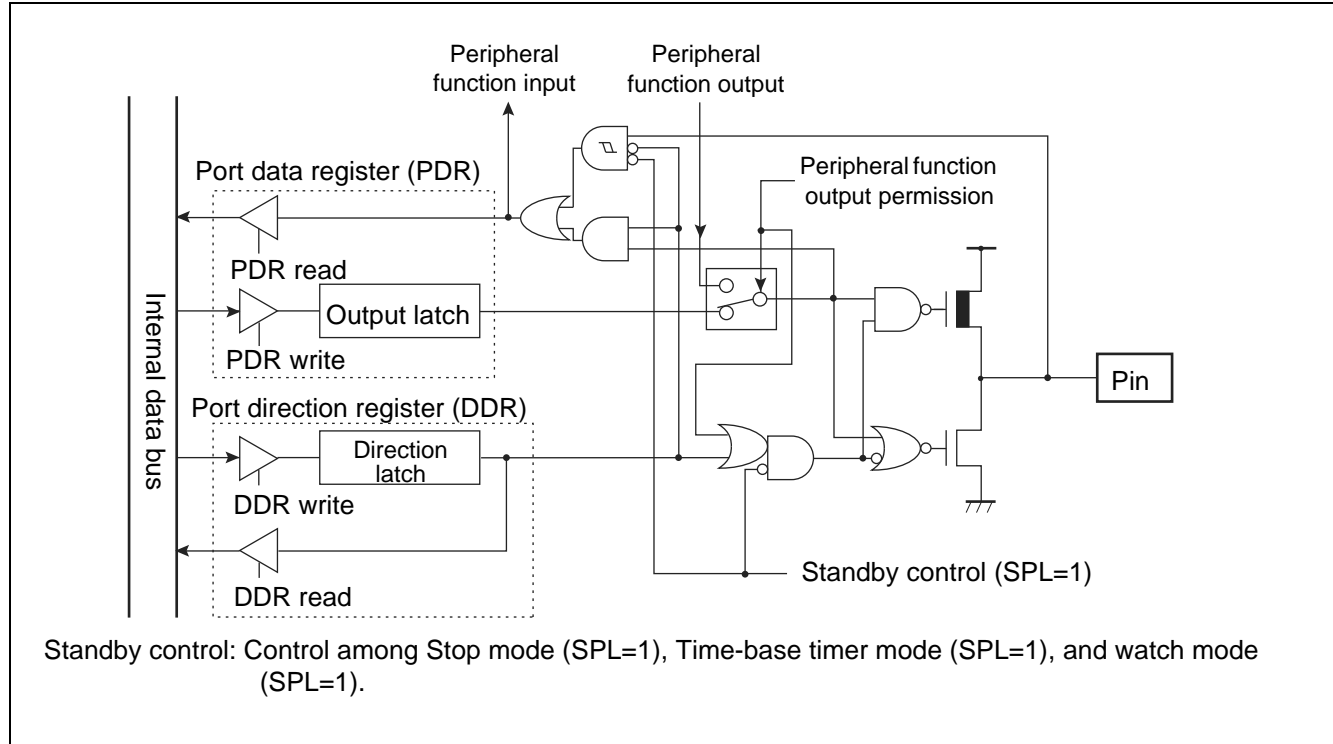 Peripheral
function input
Peripheral
function output
Port data register (PDR)
Peripheral function
output permission
PDR read
Output latch
PDR write
Internal data bus
Pin
Port direction register (DDR)
Direction
latch
DDR write
DDR read
Standby control (SPL=1)
Standby control: Control among Stop mode (SPL=1), Time-base timer mode (SPL=1), and watch mode
(SPL=1).